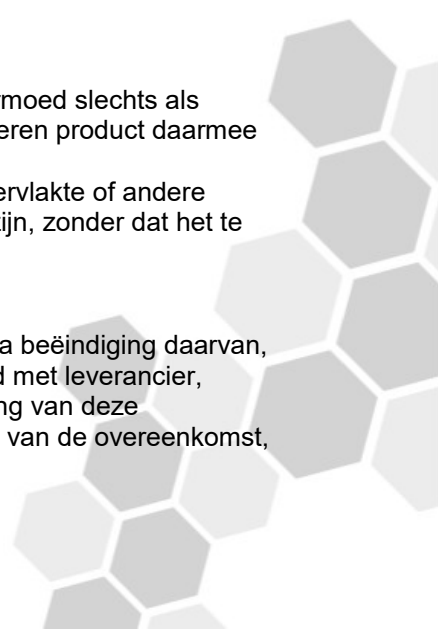 rmoed slechts als
eren product daarmee
ervlakte of andere
ijn, zonder dat het te
a beëindiging daarvan,
d met leverancier,
ng van deze
van de overeenkomst,